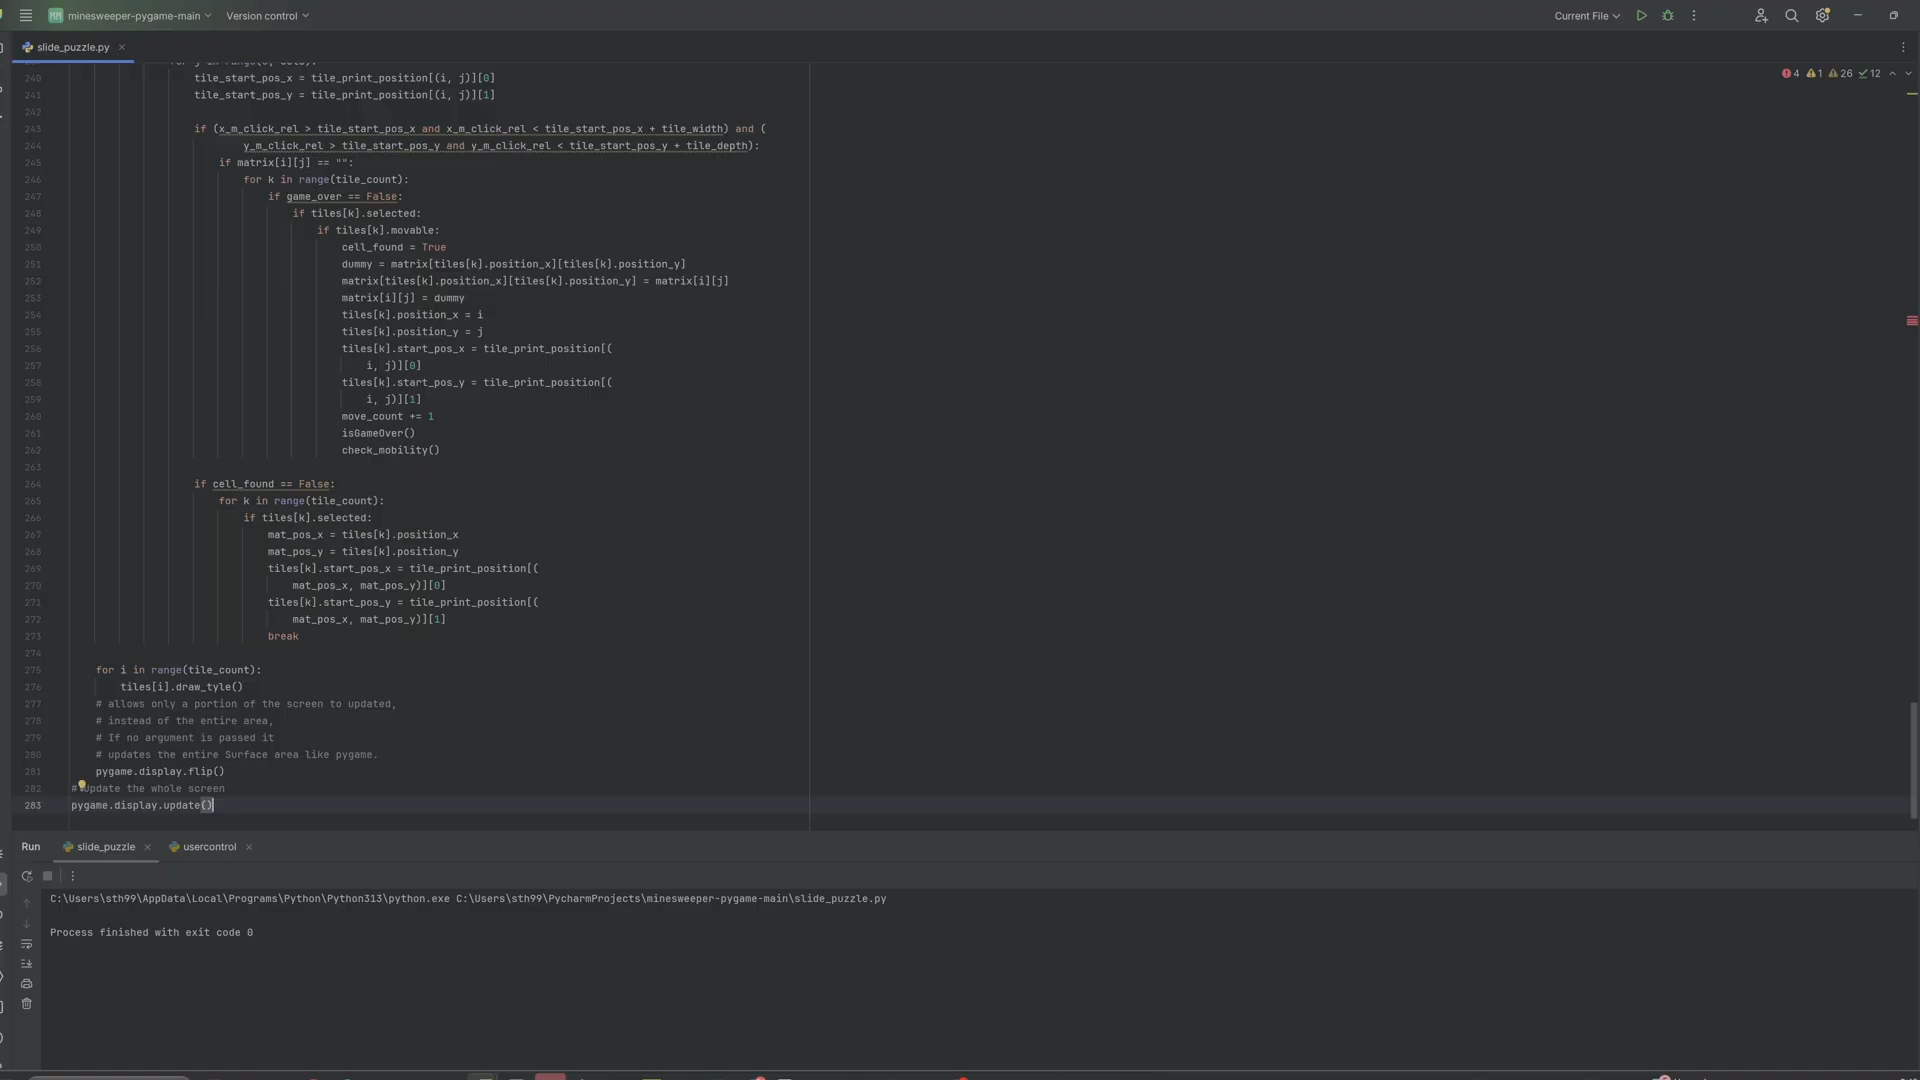 MM minesweeper-pygame-main Version control Current File
slide_puzzle.py
4 1 26 12
240 tile_start_pos_x = tile_print_position[(i, j)][0]
241 tile_start_pos_y = tile_print_position[(i, j)][1]
242
243 if (x_m_click_rel > tile_start_pos_x and x_m_click_rel < tile_start_pos_x + tile_width) and (
244 y_m_click_rel > tile_start_pos_y and y_m_click_rel < tile_start_pos_y + tile_depth):
245 if matrix[i][j] == "":
246 for k in range(tile_count):
247 if game_over == False:
248 if tiles[k].selected:
249 if tiles[k].movable:
250 cell_found = True
251 dummy = matrix[tiles[k].position_x][tiles[k].position_y]
252 matrix[tiles[k].position_x][tiles[k].position_y] = matrix[i][j]
253 matrix[i][j] = dummy
254 tiles[k].position_x = i
255 tiles[k].position_y = j
256 tiles[k].start_pos_x = tile_print_position[(
257 i, j)][0]
258 tiles[k].start_pos_y = tile_print_position[(
259 i, j)][1]
260 move_count += 1
261 isGameOver()
262 check_mobility()
263
264 if cell_found == False:
265 for k in range(tile_count):
266 if tiles[k].selected:
267 mat_pos_x = tiles[k].position_x
268 mat_pos_y = tiles[k].position_y
269 tiles[k].start_pos_x = tile_print_position[(
270 mat_pos_x, mat_pos_y)][0]
271 tiles[k].start_pos_y = tile_print_position[(
272 mat_pos_x, mat_pos_y)][1]
273 break
274
275 for i in range(tile_count):
276 tiles[i].draw_tyle()
277 # allows only a portion of the screen to updated,
278 # instead of the entire area,
279 # If no argument is passed it
280 # updates the entire Surface area like pygame.
281 pygame.display.flip()
282 # Update the whole screen
283 pygame.display.update()
Run slide_puzzle usercontrol
C:\Users\sth99\AppData\Local\Programs\Python\Python313\python.exe C:\Users\sth99\PycharmProjects\minesweeper-pygame-main\slide_puzzle.py
Process finished with exit code 0